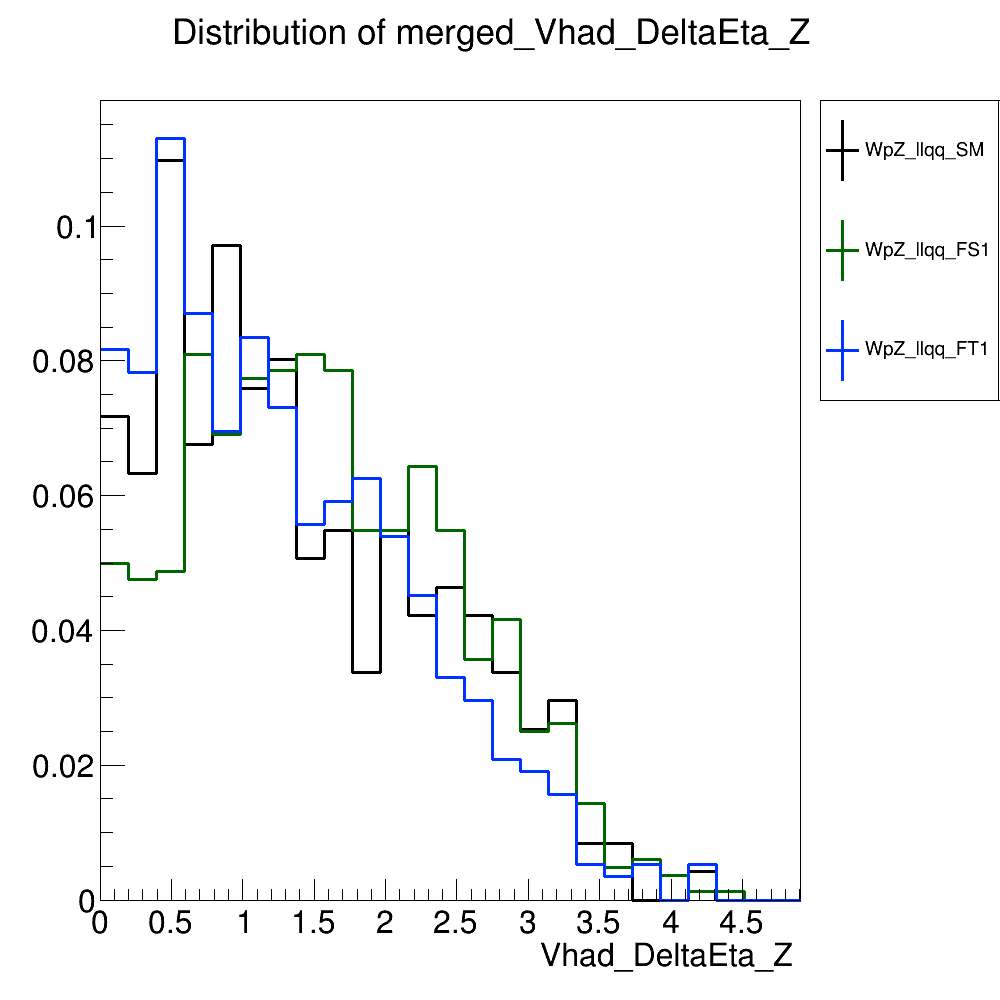 Distribution of merged_Vhad_DeltaEta_Z
WpZ_llqq_SM
WpZ_llqq_FS1
WpZ_llqq_FT1
0.1
0.08
0.06
0.04
0.02
0
0 0.5 1 1.5 2 2.5 3 3.5 4 4.5
Vhad_DeltaEta_Z